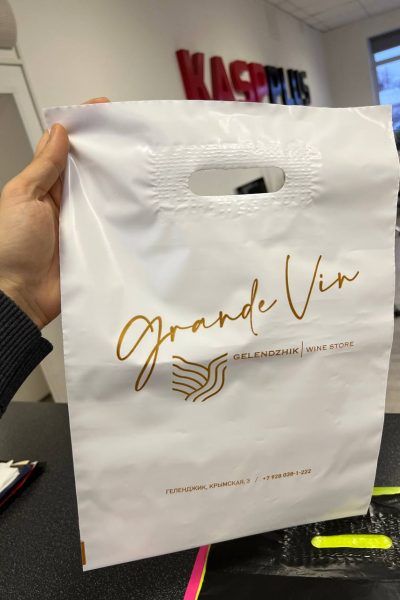 KASPPLUS
Grande Vin
GELENDZHIK | WINE STORE
ГЕЛЕНДЖИК, КРЫМСКАЯ, 3 / +7 928 038-1-222